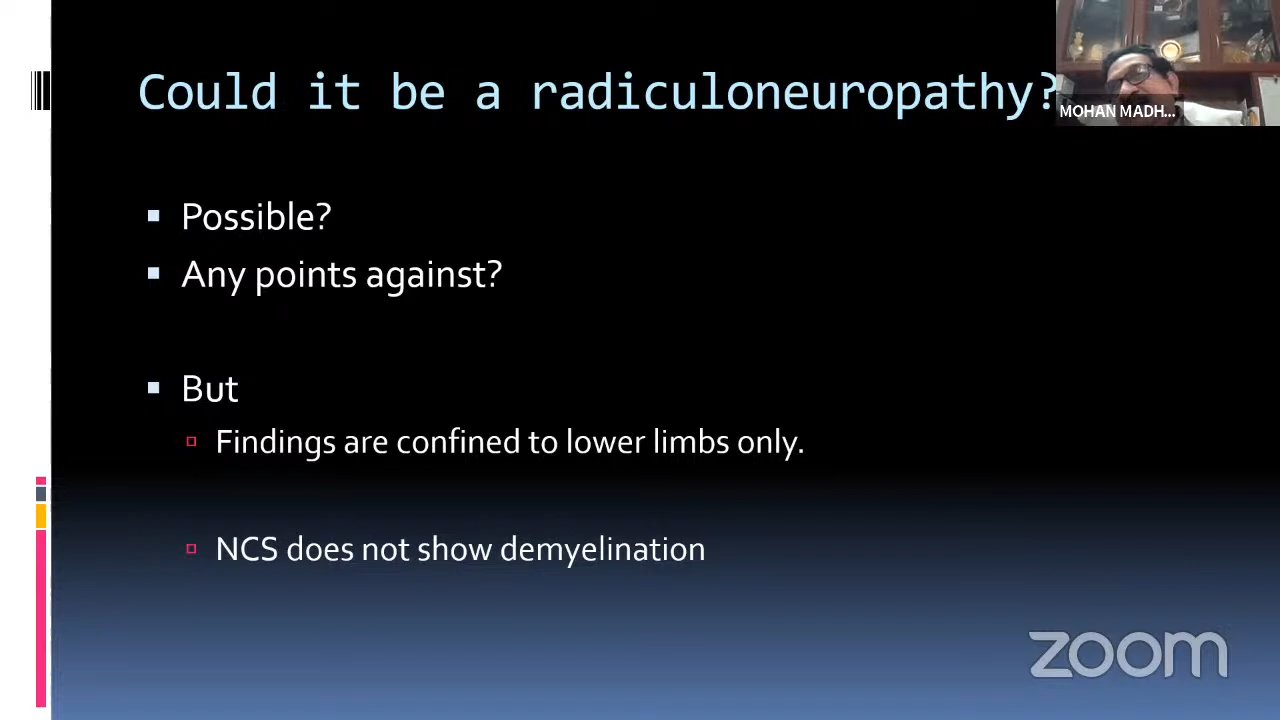 Could it be a radiculoneuropathy?
MOHAN MADH...
Possible?
Any points against?
But
Findings are confined to lower limbs only.
NCS does not show demyelination
zoom